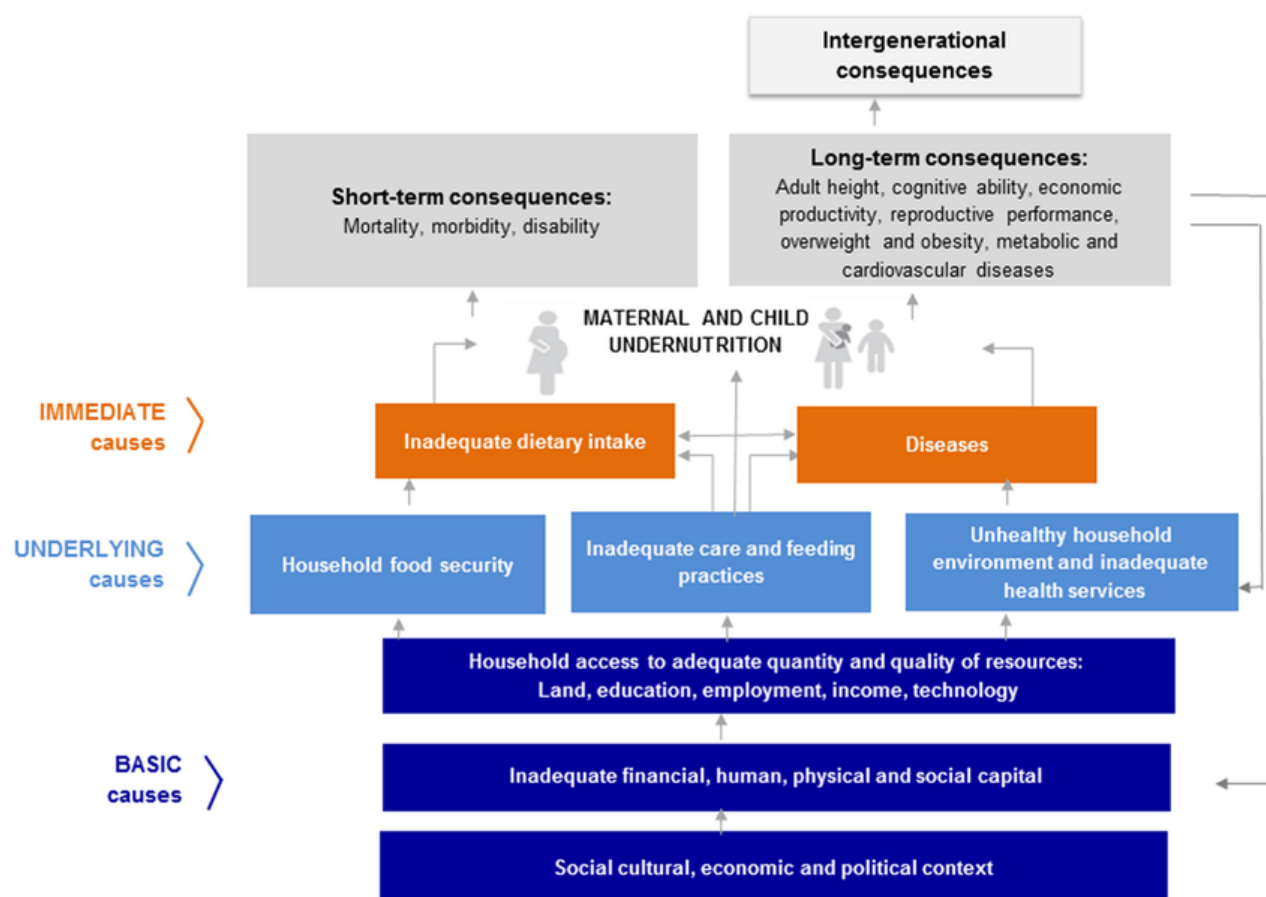 Intergenerational
consequences
Short-term consequences:
Mortality, morbidity, disability
Long-term consequences:
Adult height, cognitive ability, economic
productivity, reproductive performance,
overweight and obesity, metabolic and
cardiovascular diseases
MATERNAL AND CHILD
UNDERNUTRITION
IMMEDIATE
causes
Inadequate dietary intake
Diseases
UNDERLYING
causes
Household food security
Inadequate care and feeding
practices
Unhealthy household
environment and inadequate
health services
Household access to adequate quantity and quality of resources:
Land, education, employment, income, technology
BASIC
causes
Inadequate financial, human, physical and social capital
Social cultural, economic and political context